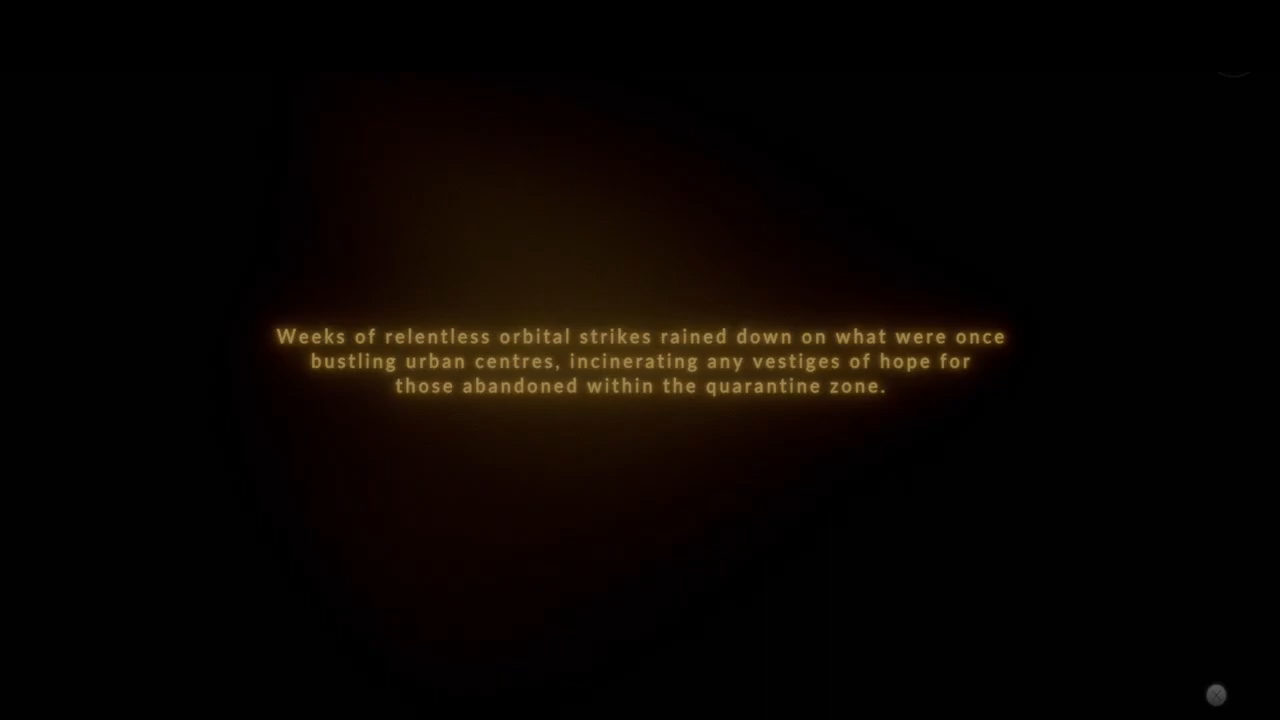 Weeks of relentless orbital strikes rained down on what were once
bustling urban centres, incinerating any vestiges of hope for
those abandoned within the quarantine zone.